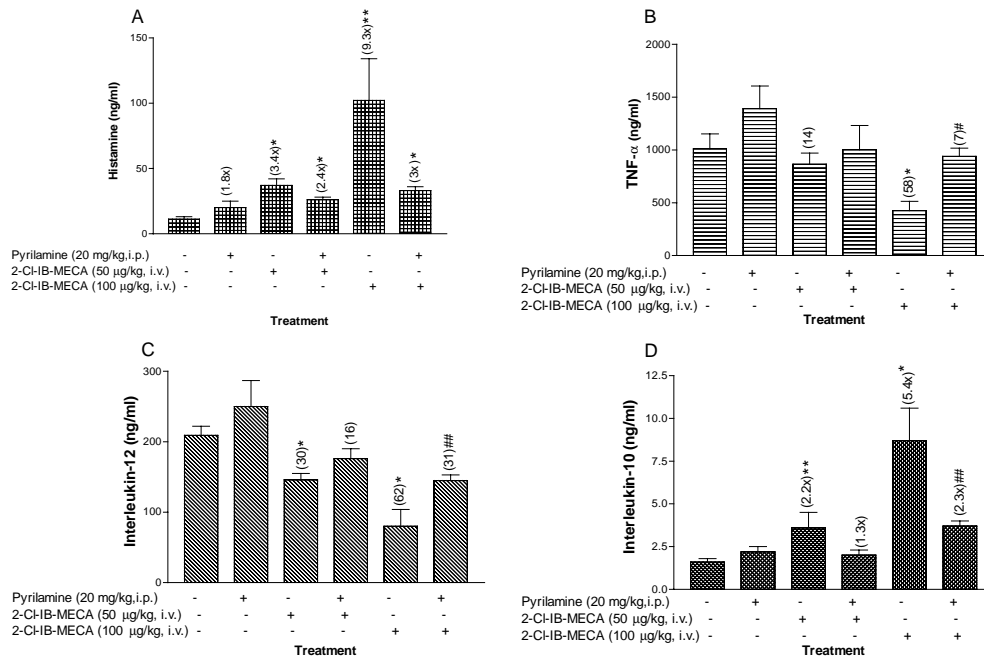 A
Histamine (ng/ml)
150
100
50
0
(1.8x)
(3.4x)*
(2.4x)*
(9.3x)**
(3x)*
Pyrilamine (20 mg/kg,i.p.) - + - + - +
2-Cl-IB-MECA (50 µg/kg, i.v.) - - + + - -
2-Cl-IB-MECA (100 µg/kg, i.v.) - - - - + +
Treatment
B
TNF-α (ng/ml)
2000
1500
1000
500
0
(14)
(58)*
(7)#
Pyrilamine (20 mg/kg,i.p.) - + - + - +
2-Cl-IB-MECA (50 µg/kg, i.v.) - - + + - -
2-Cl-IB-MECA (100 µg/kg, i.v.) - - - - + +
Treatment
C
Interleukin-12 (ng/ml)
300
200
100
0
(30)*
(16)
(62)*
(31)##
Pyrilamine (20 mg/kg,i.p.) - + - + - +
2-Cl-IB-MECA (50 µg/kg, i.v.) - - + + - -
2-Cl-IB-MECA (100 µg/kg, i.v.) - - - - + +
Treatment
D
Interleukin-10 (ng/ml)
12.5
10.0
7.5
5.0
2.5
0.0
(2.2x)**
(1.3x)
(5.4x)*
(2.3x)##
Pyrilamine (20 mg/kg,i.p.) - + - + - +
2-Cl-IB-MECA (50 µg/kg, i.v.) - - + + - -
2-Cl-IB-MECA (100 µg/kg, i.v.) - - - - + +
Treatment